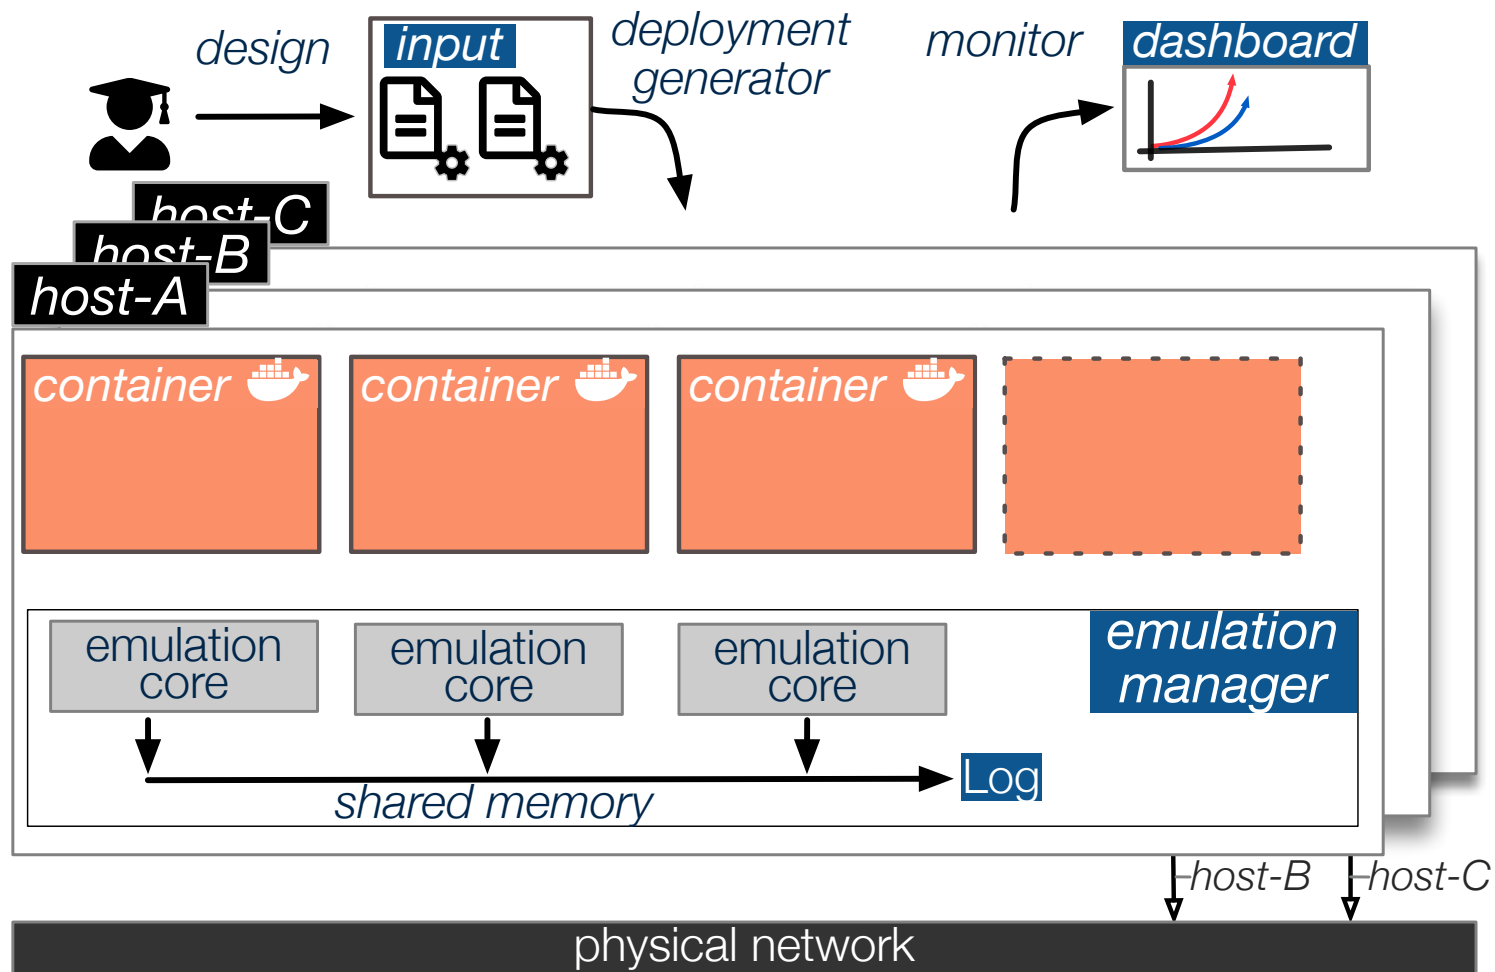 design
input
deployment
generator
monitor
dashboard
host-C
host-B
host-A
container
container
container
emulation
core
emulation
core
emulation
core
emulation
manager
shared memory
Log
host-B
host-C
physical network